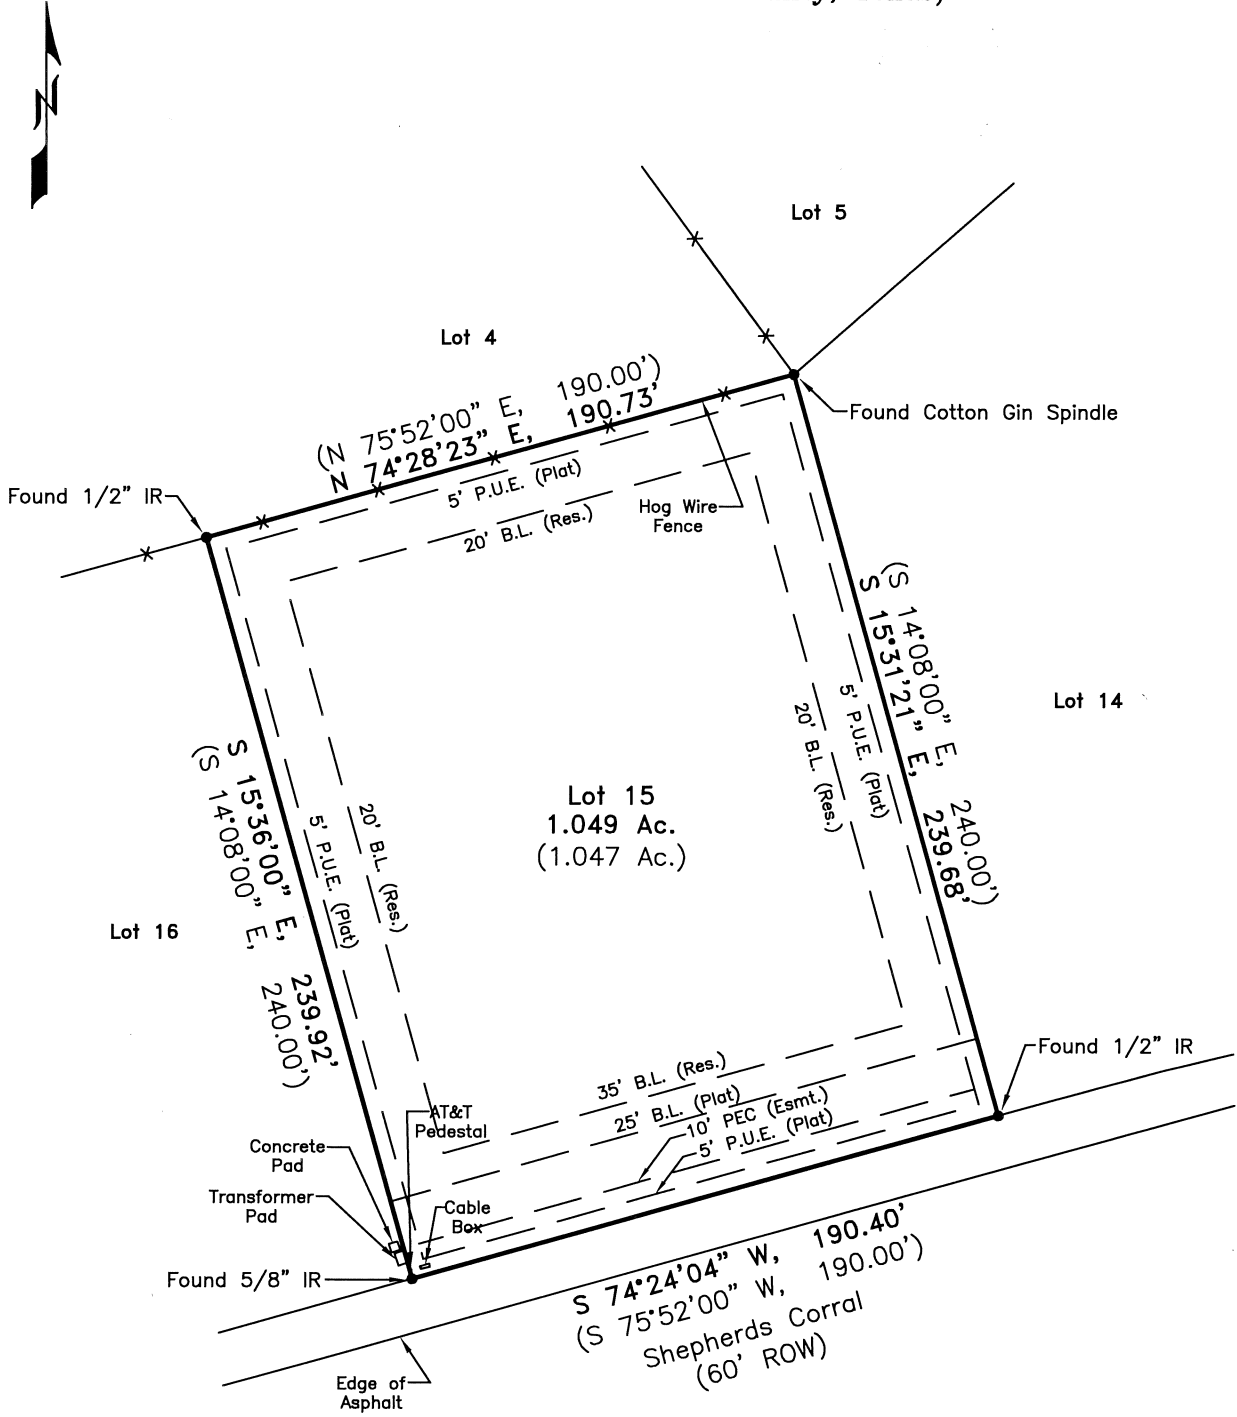 N
Lot 5
Lot 4
(N 75°52'00" E, 190.00')
N 74°28'23" E, 190.73'
Found Cotton Gin Spindle
Found 1/2" IR
5' P.U.E. (Plat)
20' B.L. (Res.)
Hog Wire
Fence
(S 14°08'00" E, 240.00')
S 15°31'21" E, 239.68'
5' P.U.E. (Plat)
20' B.L. (Res.)
Lot 14
Lot 15
1.049 Ac.
(1.047 Ac.)
S 15°36'00" E, 239.92'
(S 14°08'00" E, 240.00')
5' P.U.E. (Plat)
20' B.L. (Res.)
Lot 16
Found 1/2" IR
35' B.L. (Res.)
25' B.L. (Plat)
10' PEC (Esmt.)
5' P.U.E. (Plat)
AT&T
Pedestal
Concrete
Pad
Transformer
Pad
Cable
Box
Found 5/8" IR
S 74°24'04" W, 190.40'
(S 75°52'00" W, 190.00')
Shepherds Corral
(60' ROW)
Edge of
Asphalt